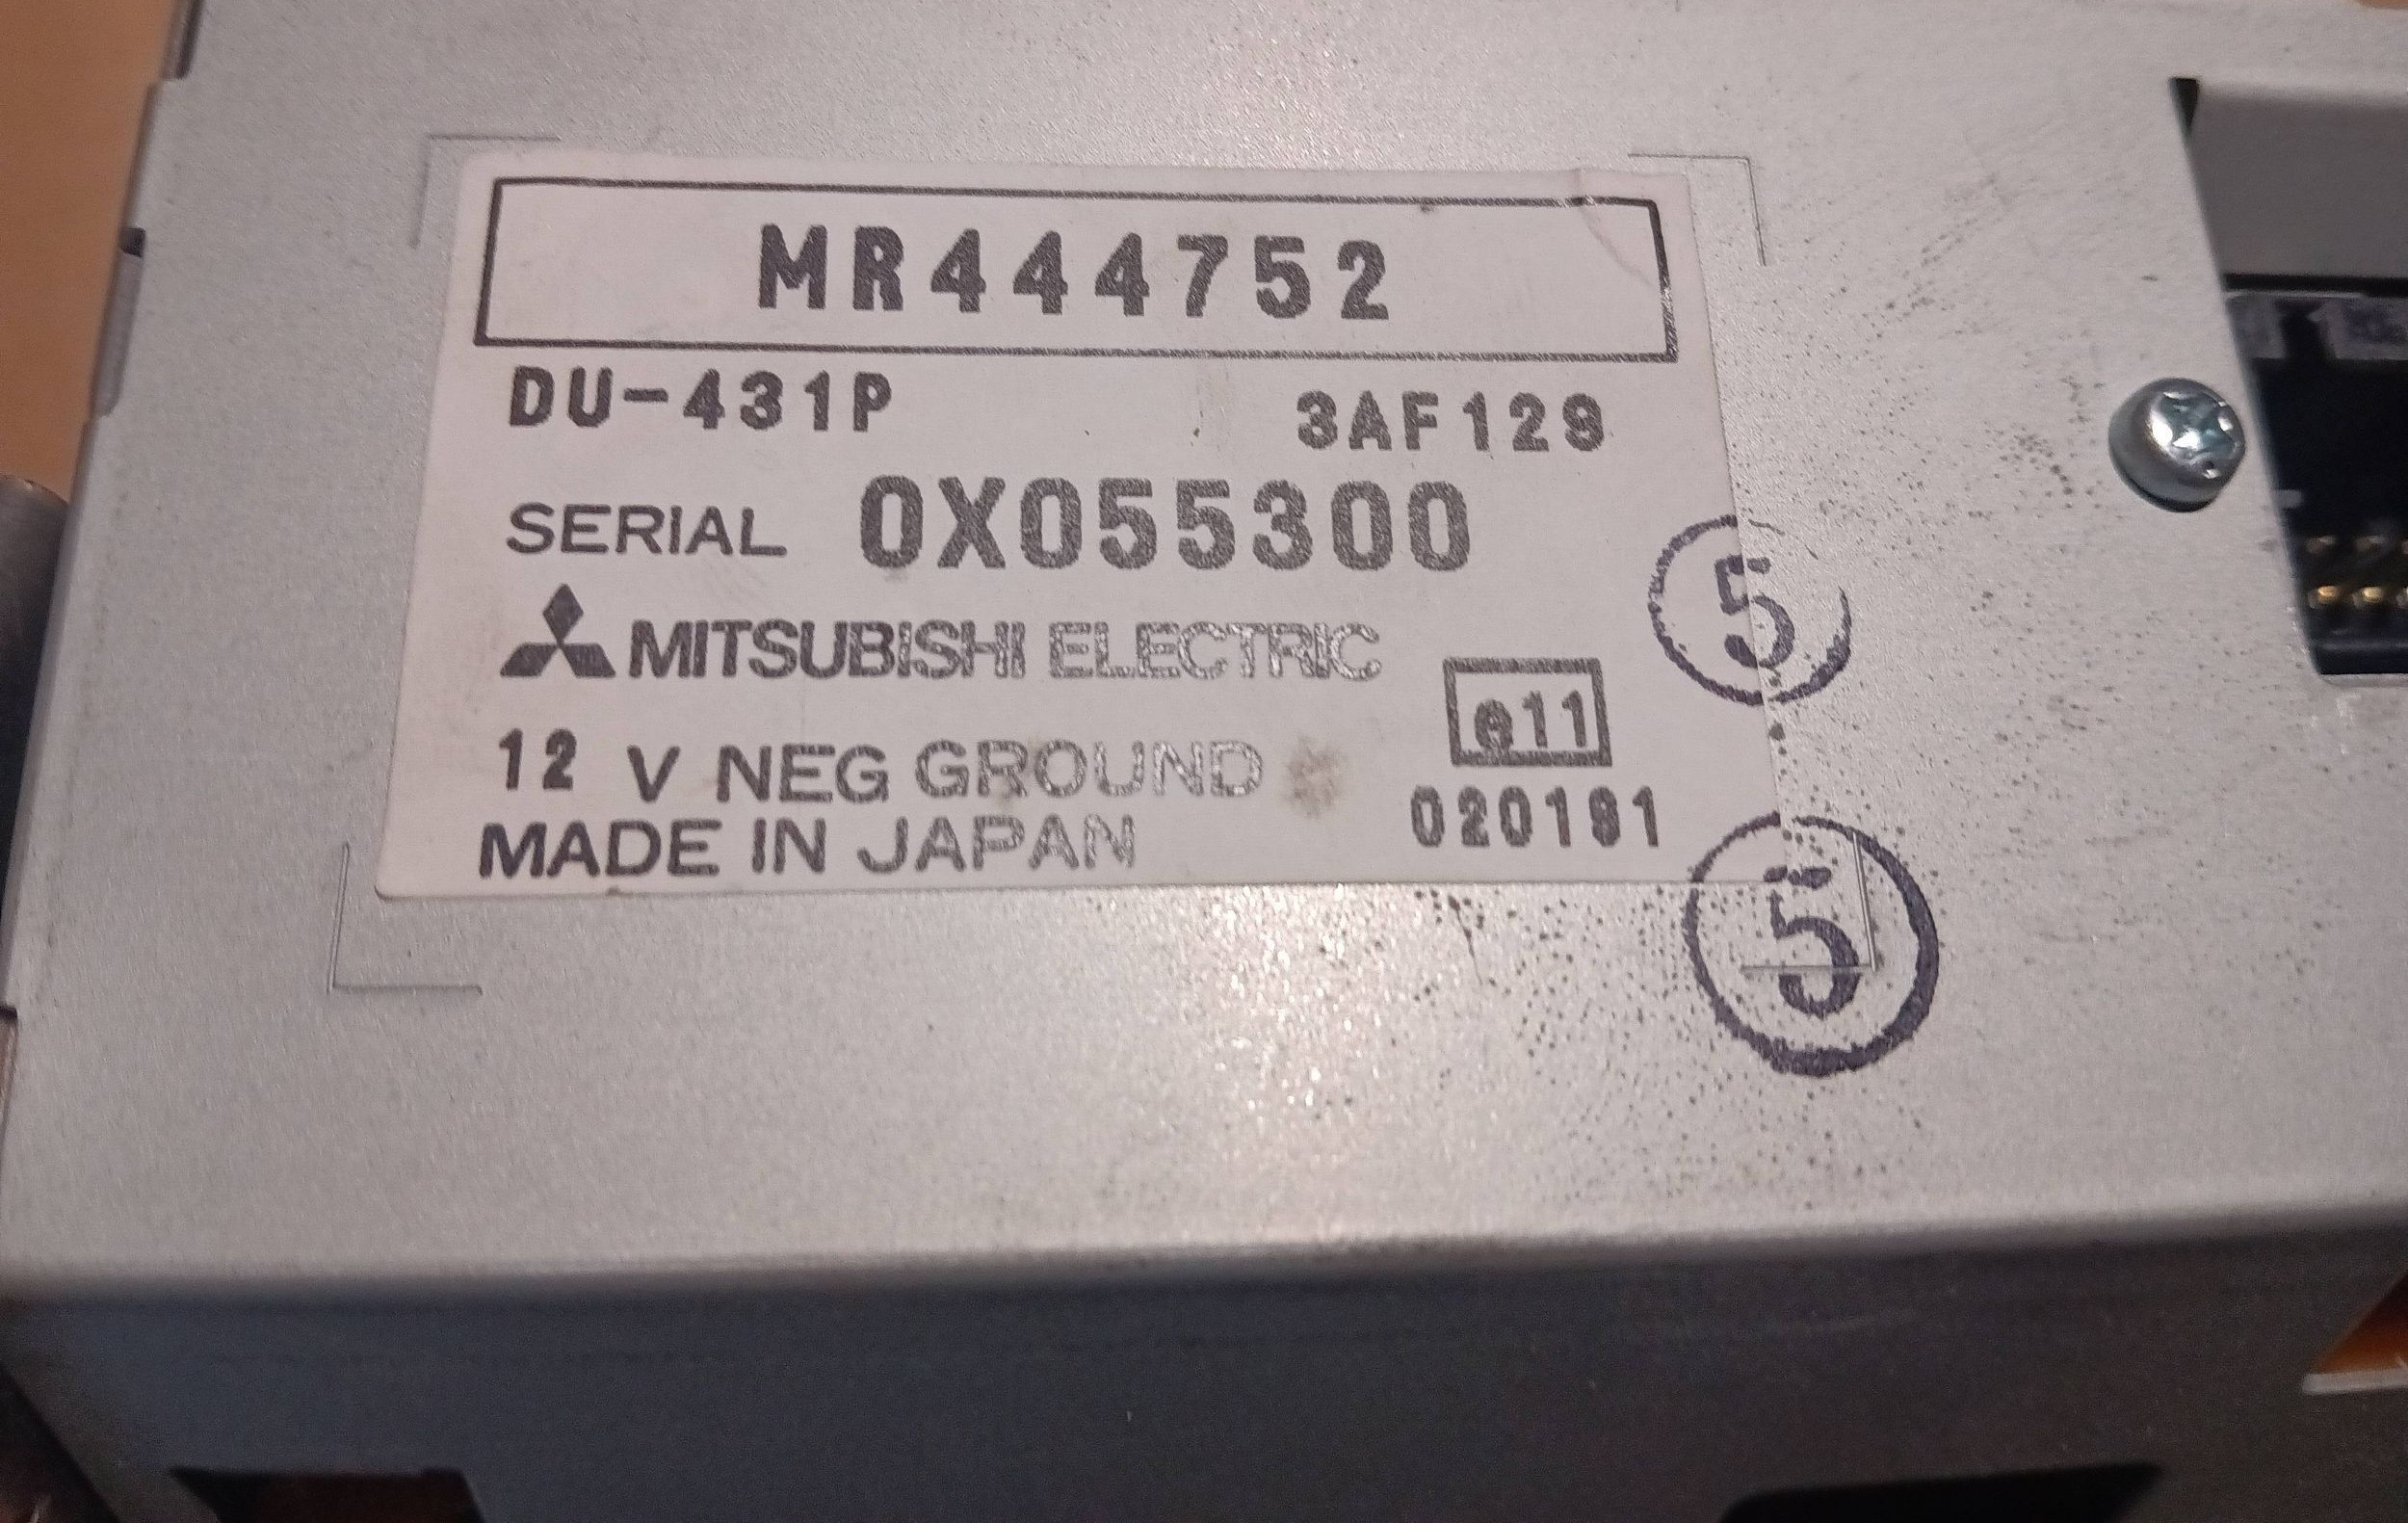 MR444752
DU-431P 3AF129
SERIAL 0X055300
MITSUBISHI ELECTRIC
12 V NEG GROUND
e11
MADE IN JAPAN
020191
5
5